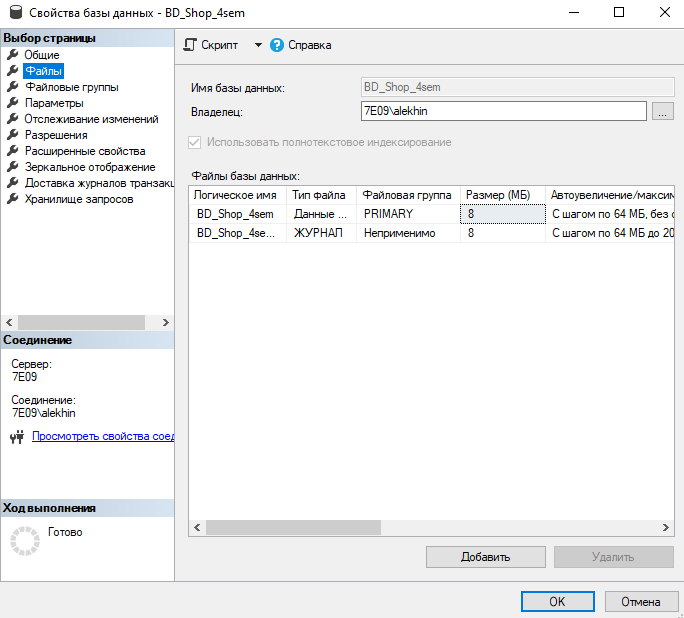 Свойства базы данных - BD_Shop_4sem
Выбор страницы
Общие
Файлы
Файловые группы
Параметры
Отслеживание изменений
Разрешения
Расширенные свойства
Зеркальное отображение
Доставка журналов транзакц
Хранилище запросов
Соединение
Сервер:
7E09
Соединение:
7E09\alekhin
Просмотреть свойства соед
Ход выполнения
Готово
Скрипт Справка
Имя базы данных: BD_Shop_4sem
Владелец: 7E09\alekhin ...
Использовать полнотекстовое индексирование
Файлы базы данных:
Логическое имя Тип файла Файловая группа Размер (МБ) Автоувеличение/максим
BD_Shop_4sem Данные ... PRIMARY 8 С шагом по 64 МБ, без о
BD_Shop_4se... ЖУРНАЛ Неприменимо 8 С шагом по 64 МБ до 20
Добавить Удалить
OK Отмена